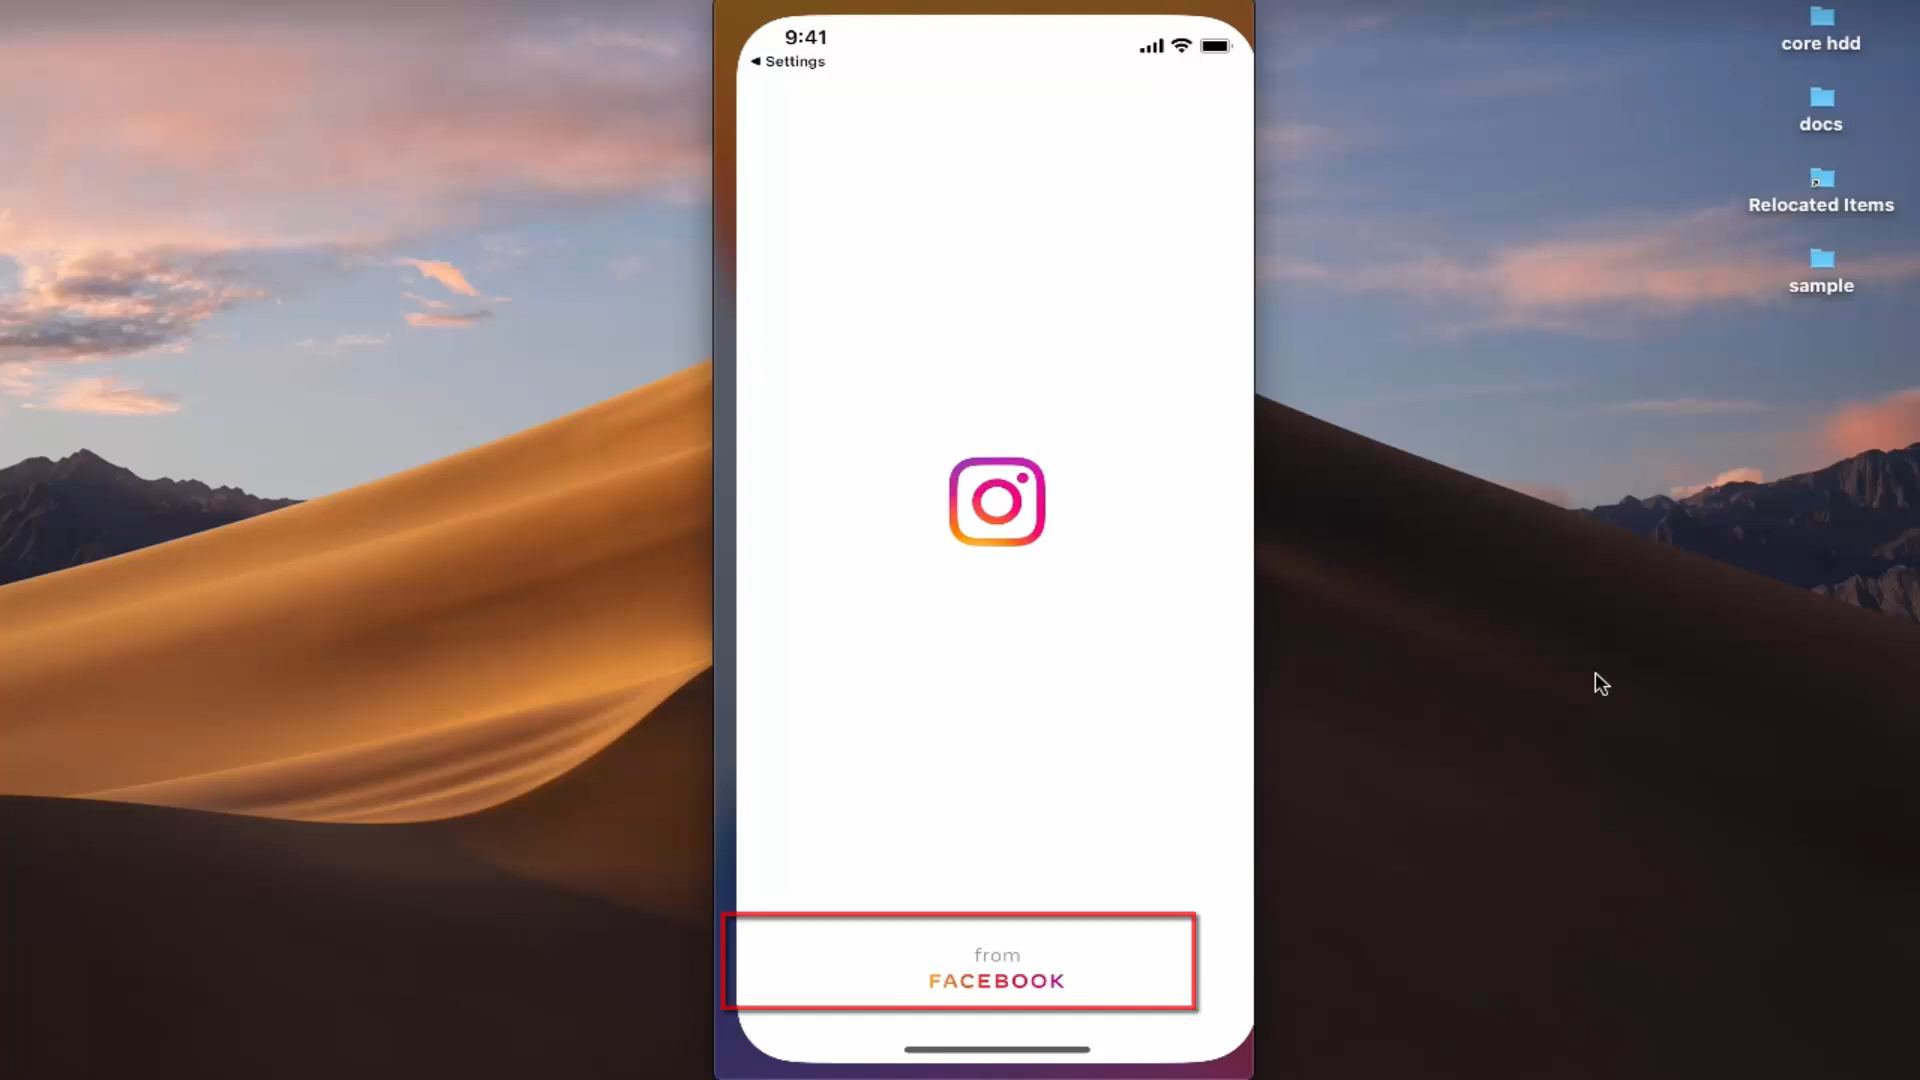 9:41
◀ Settings
from
FACEBOOK
core hdd
docs
Relocated Items
sample